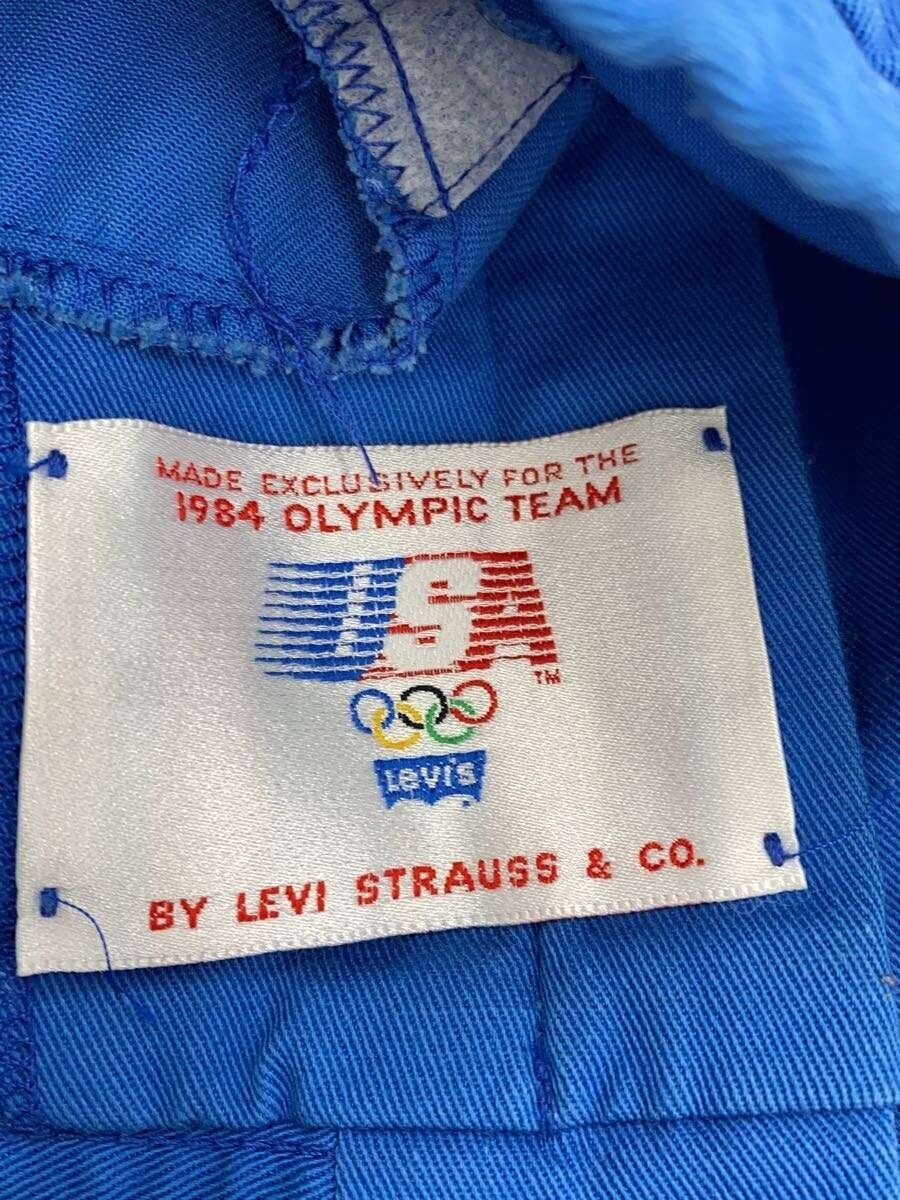 MADE EXCLUSIVELY FOR THE
1984 OLYMPIC TEAM
USA
TM
Levi's
BY LEVI STRAUSS & CO.